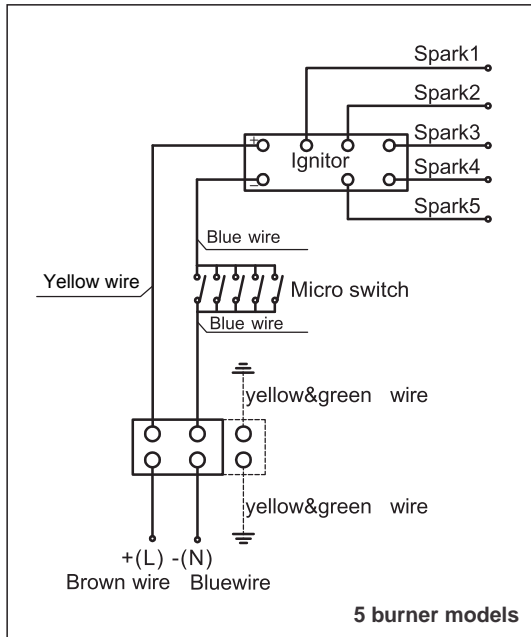 Spark1
Spark2
+ Spark3
Ignitor
- Spark4
Spark5
Blue wire
Yellow wire
Micro switch
Blue wire
yellow&green wire
yellow&green wire
+(L) -(N)
Brown wire Bluewire
5 burner models